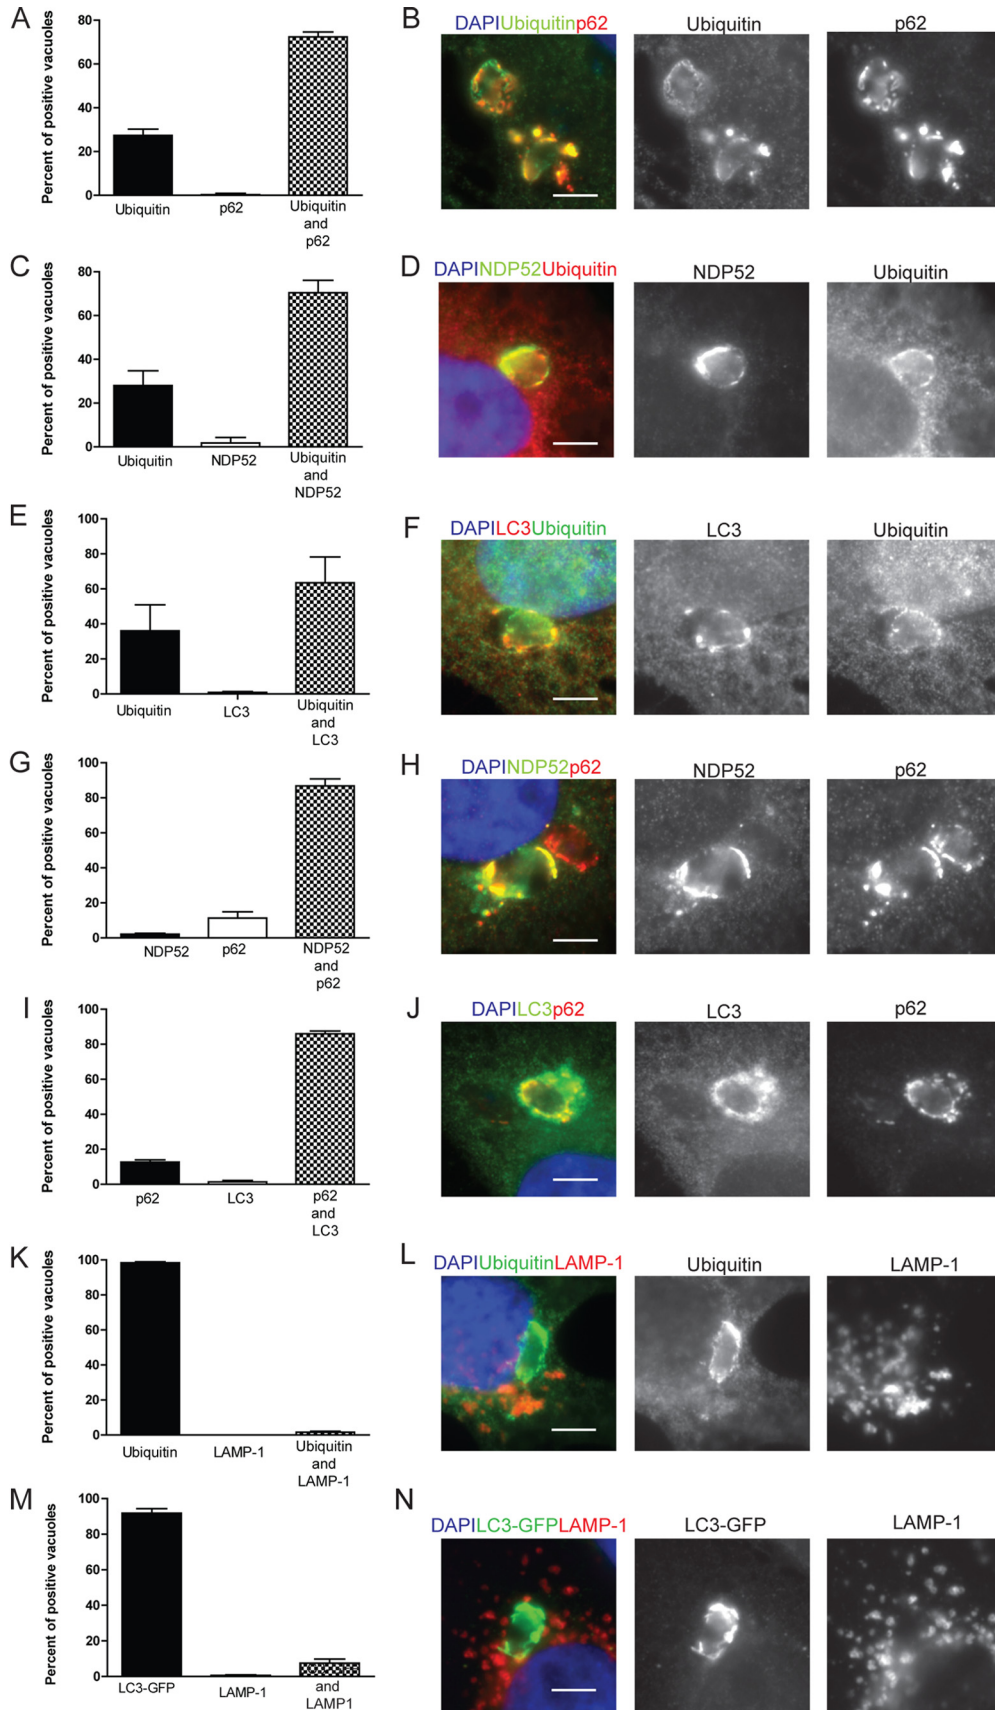 A
Percent of positive vacuoles
80
60
40
20
0
Ubiquitin
p62
Ubiquitin
and
p62
B
DAPIUbiquitinp62
Ubiquitin
p62
C
Percent of positive vacuoles
80
60
40
20
0
Ubiquitin
NDP52
Ubiquitin
and
NDP52
D
DAPINDP52Ubiquitin
NDP52
Ubiquitin
E
Percent of positive vacuoles
100
80
60
40
20
0
Ubiquitin
LC3
Ubiquitin
and
LC3
F
DAPILC3Ubiquitin
LC3
Ubiquitin
G
Percent of positive vacuoles
100
80
60
40
20
0
NDP52
p62
NDP52
and
p62
H
DAPINDP52p62
NDP52
p62
I
Percent of positive vacuoles
100
80
60
40
20
0
p62
LC3
p62
and
LC3
J
DAPILC3p62
LC3
p62
K
Percent of positive vacuoles
100
80
60
40
20
0
Ubiquitin
LAMP-1
Ubiquitin
and
LAMP-1
L
DAPIUbiquitinLAMP-1
Ubiquitin
LAMP-1
M
Percent of positive vacuoles
100
80
60
40
20
0
LC3-GFP
LAMP-1
and
LAMP1
N
DAPILC3-GFPLAMP-1
LC3-GFP
LAMP-1